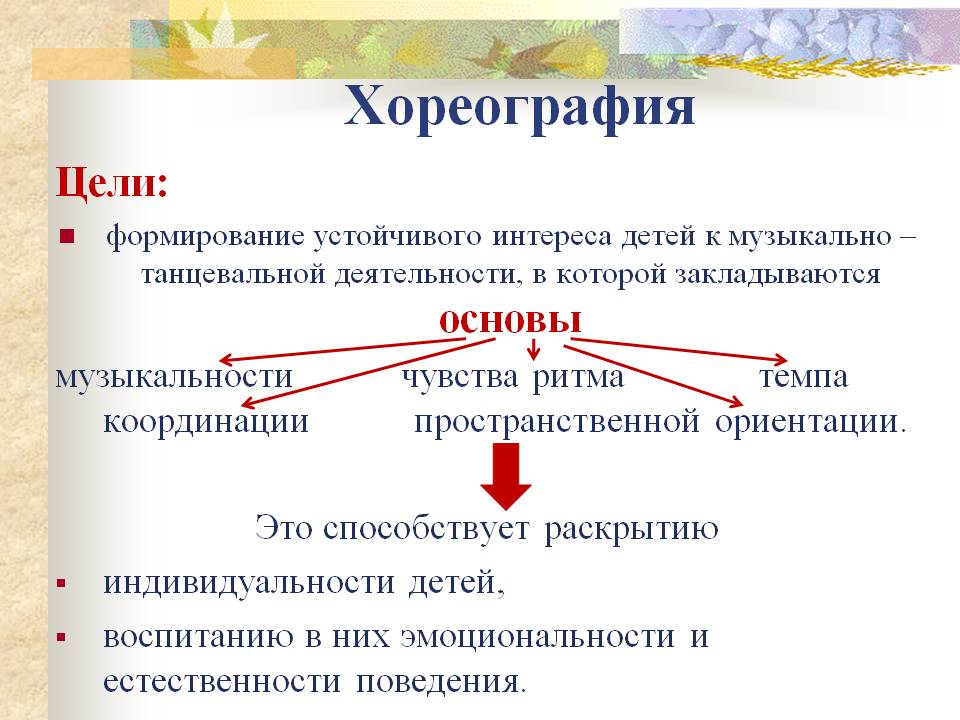 Хореография
Цели:
формирование устойчивого интереса детей к музыкально –
танцевальной деятельности, в которой закладываются
основы
музыкальности чувства ритма темпа
координации пространственной ориентации.
Это способствует раскрытию
индивидуальности детей,
воспитанию в них эмоциональности и
естественности поведения.